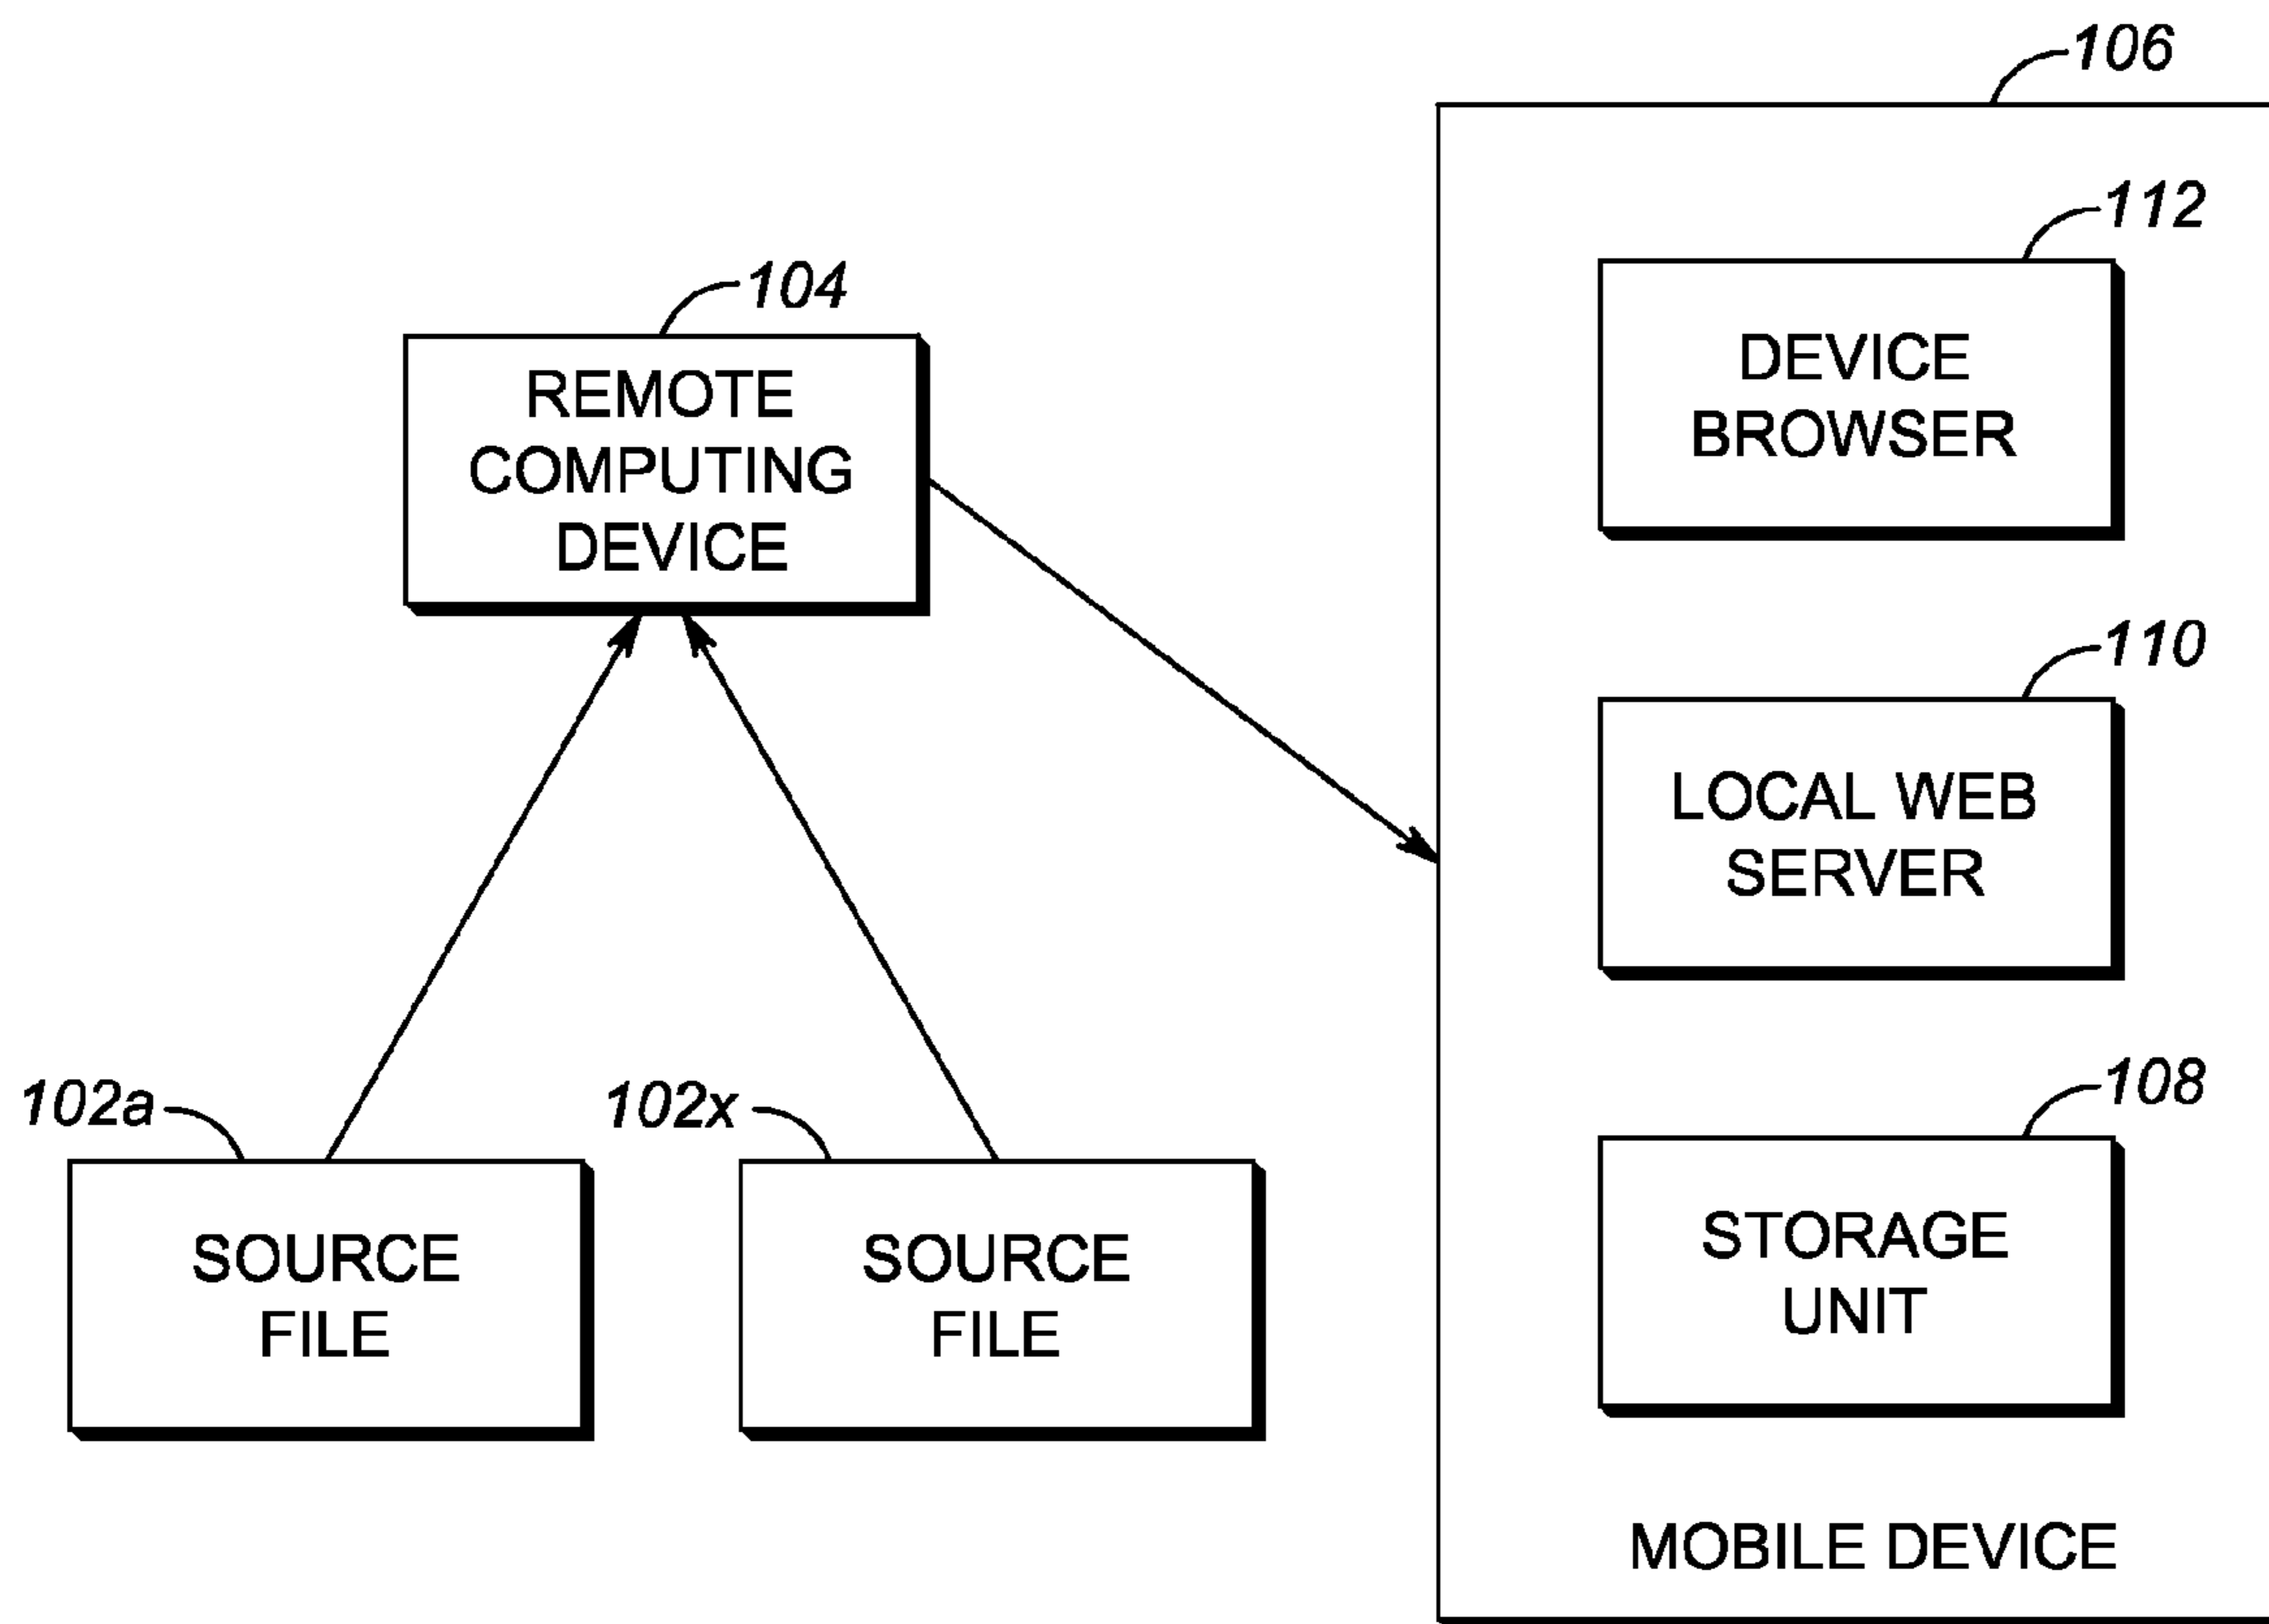 106
112
DEVICE
BROWSER
104
REMOTE
COMPUTING
DEVICE
110
LOCAL WEB
SERVER
102a
SOURCE
FILE
102x
SOURCE
FILE
108
STORAGE
UNIT
MOBILE DEVICE